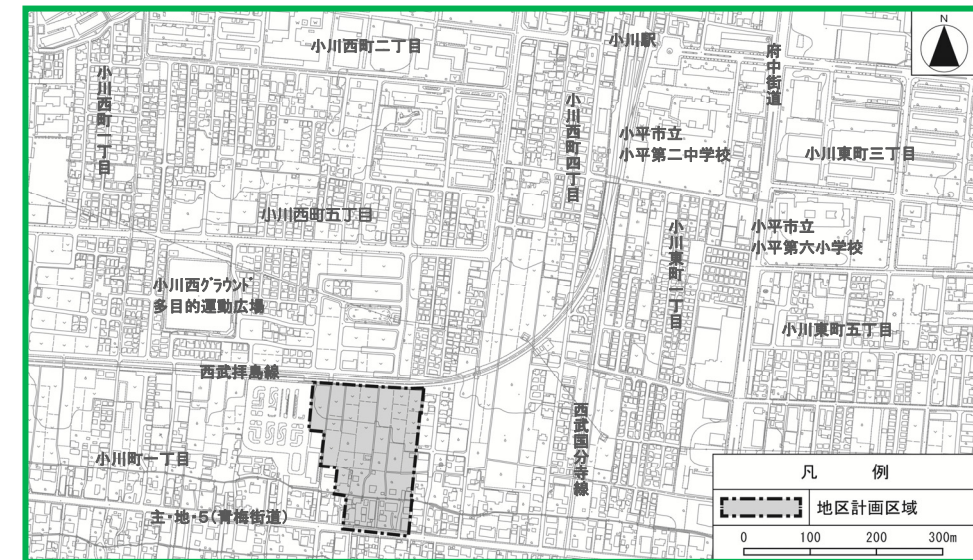 小川西町二丁目
小川駅
府中街道
N
小川西町一丁目
小川西町四丁目
小平市立
小平第二中学校
小川東町三丁目
小川西町五丁目
小川東町一丁目
小平市立
小平第六小学校
小川西グラウンド
多目的運動広場
小川東町五丁目
西武拝島線
西武国分寺線
小川町一丁目
主・地・5(青梅街道)
凡 例
地区計画区域
0 100 200 300m